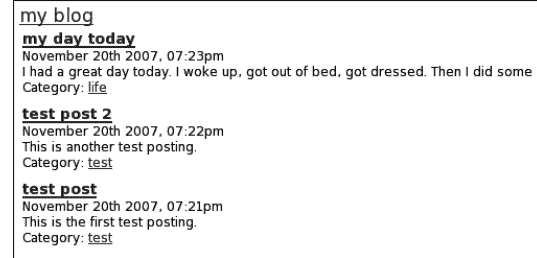 my blog
my day today
November 20th 2007, 07:23pm
I had a great day today. I woke up, got out of bed, got dressed. Then I did some
Category: life
test post 2
November 20th 2007, 07:22pm
This is another test posting.
Category: test
test post
November 20th 2007, 07:21pm
This is the first test posting.
Category: test